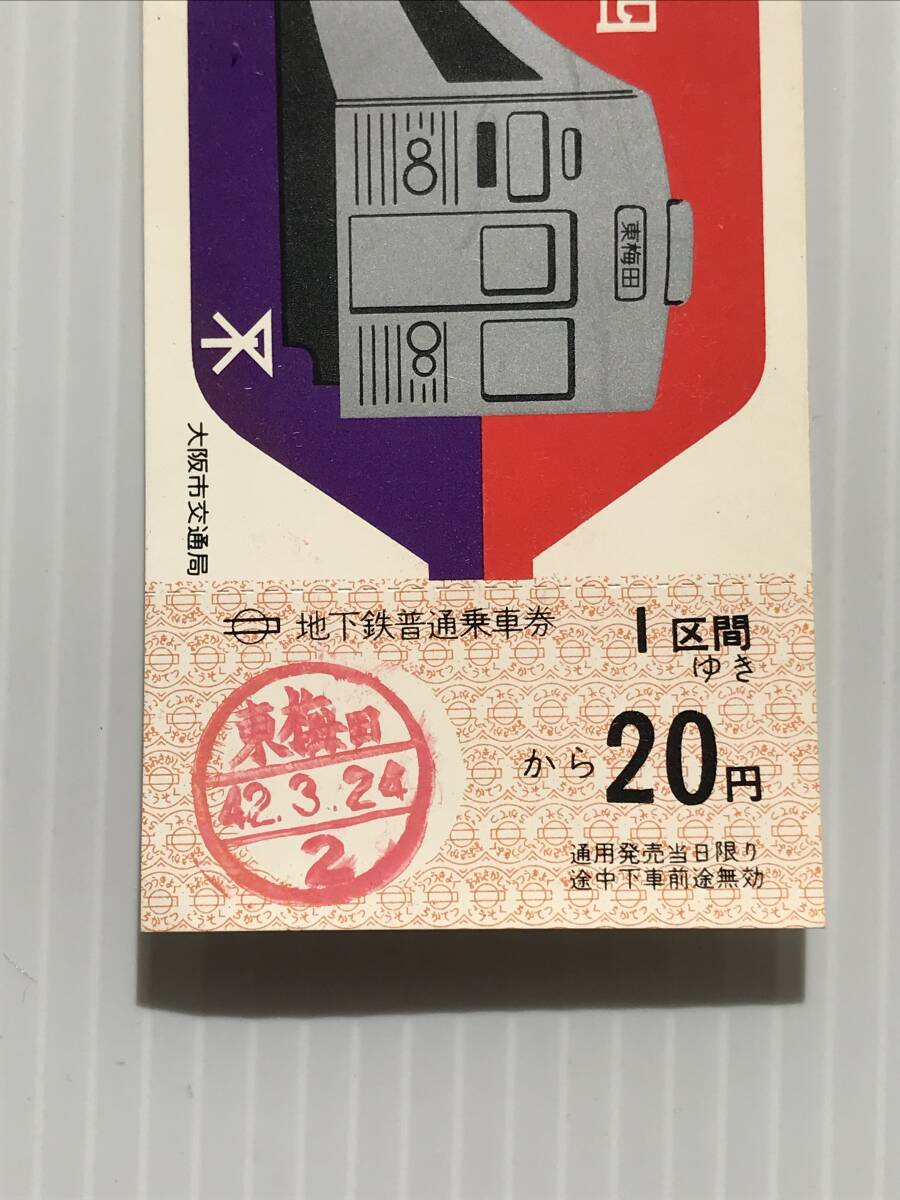 東梅田
大阪市交通局
地下鉄普通乗車券
1区間
ゆき
から20円
東梅田
42.3.24
2
通用発売当日限り
途中下車前途無効